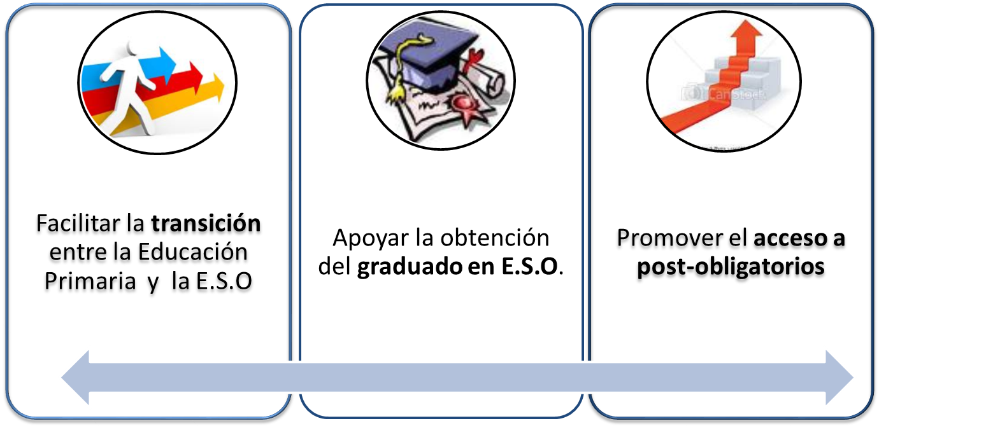 Facilitar la transición
entre la Educación
Primaria y la E.S.O
Apoyar la obtención
del graduado en E.S.O.
Promover el acceso a
post-obligatorios
CanStock